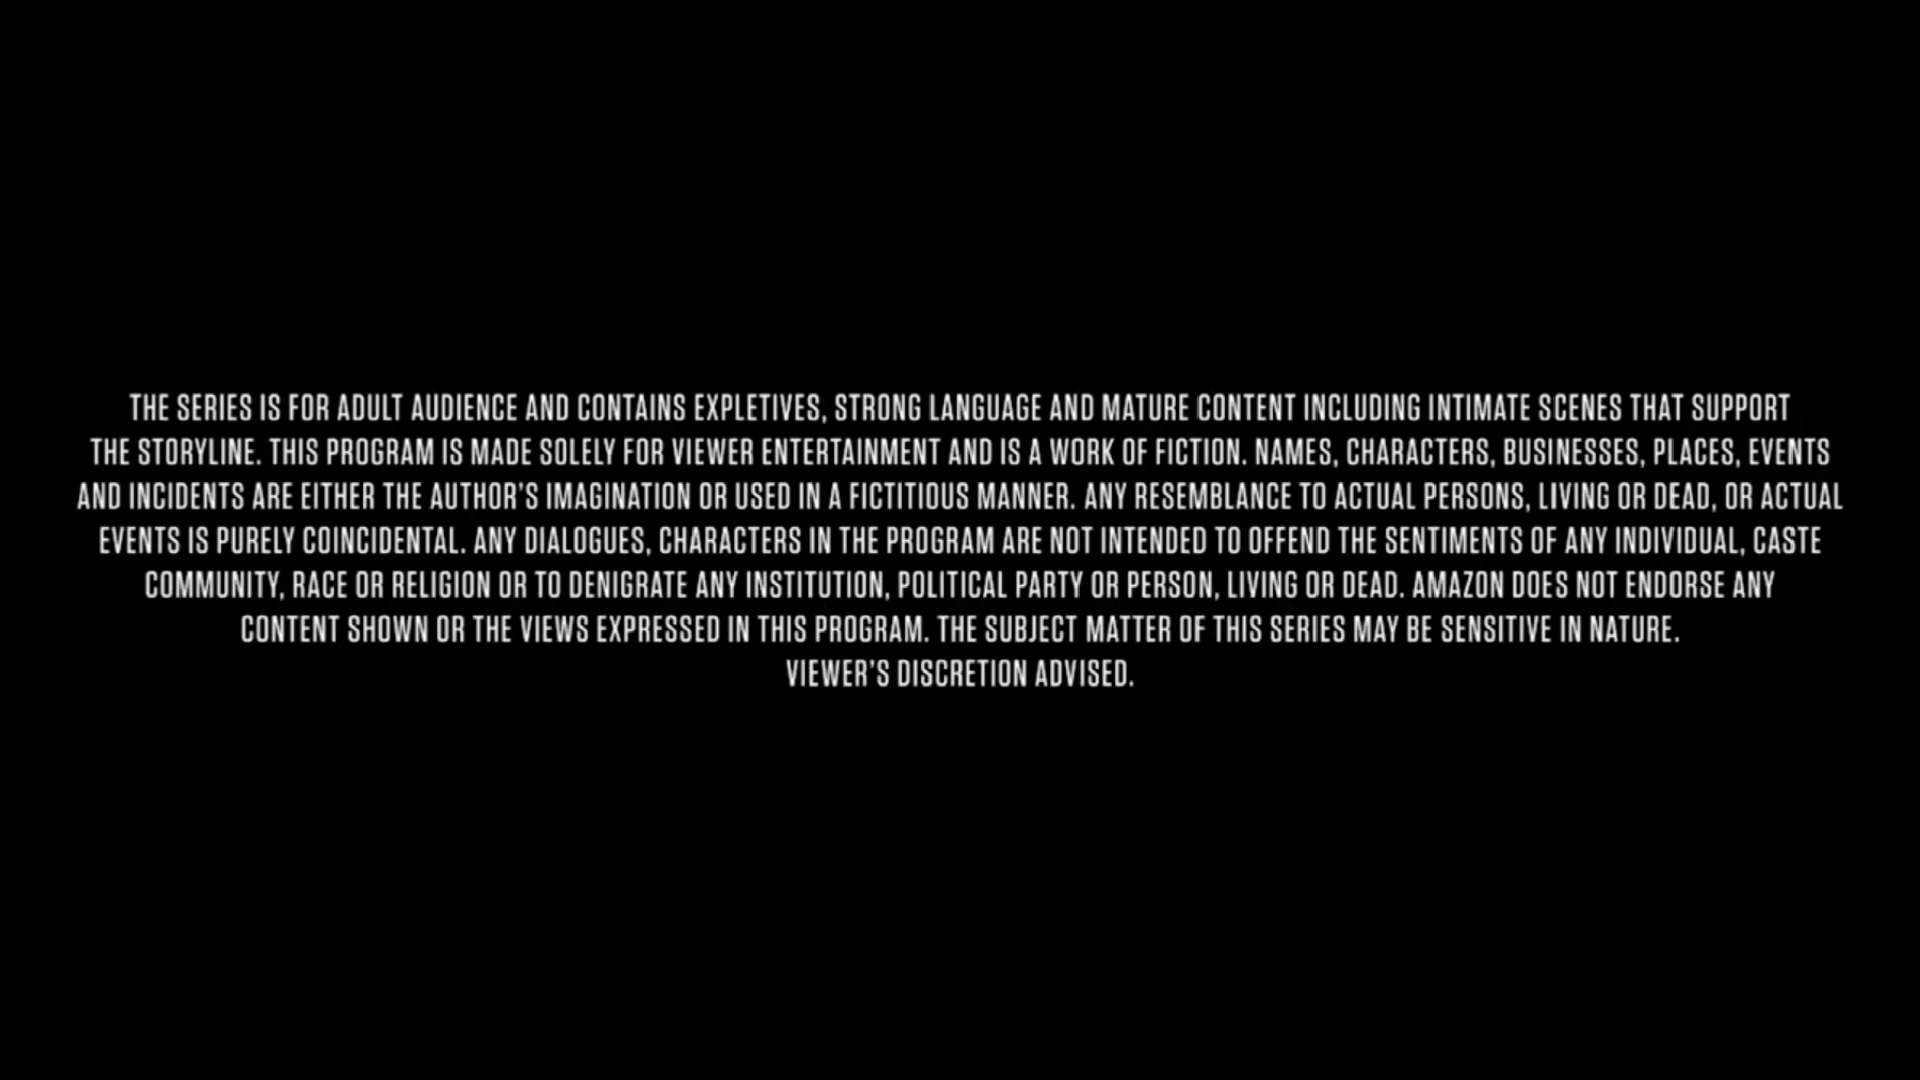 THE SERIES IS FOR ADULT AUDIENCE AND CONTAINS EXPLETIVES, STRONG LANGUAGE AND MATURE CONTENT INCLUDING INTIMATE SCENES THAT SUPPORT
THE STORYLINE. THIS PROGRAM IS MADE SOLELY FOR VIEWER ENTERTAINMENT AND IS A WORK OF FICTION. NAMES, CHARACTERS, BUSINESSES, PLACES, EVENTS
AND INCIDENTS ARE EITHER THE AUTHOR'S IMAGINATION OR USED IN A FICTITIOUS MANNER. ANY RESEMBLANCE TO ACTUAL PERSONS, LIVING OR DEAD, OR ACTUAL
EVENTS IS PURELY COINCIDENTAL. ANY DIALOGUES, CHARACTERS IN THE PROGRAM ARE NOT INTENDED TO OFFEND THE SENTIMENTS OF ANY INDIVIDUAL, CASTE
COMMUNITY, RACE OR RELIGION OR TO DENIGRATE ANY INSTITUTION, POLITICAL PARTY OR PERSON, LIVING OR DEAD. AMAZON DOES NOT ENDORSE ANY
CONTENT SHOWN OR THE VIEWS EXPRESSED IN THIS PROGRAM. THE SUBJECT MATTER OF THIS SERIES MAY BE SENSITIVE IN NATURE.
VIEWER'S DISCRETION ADVISED.